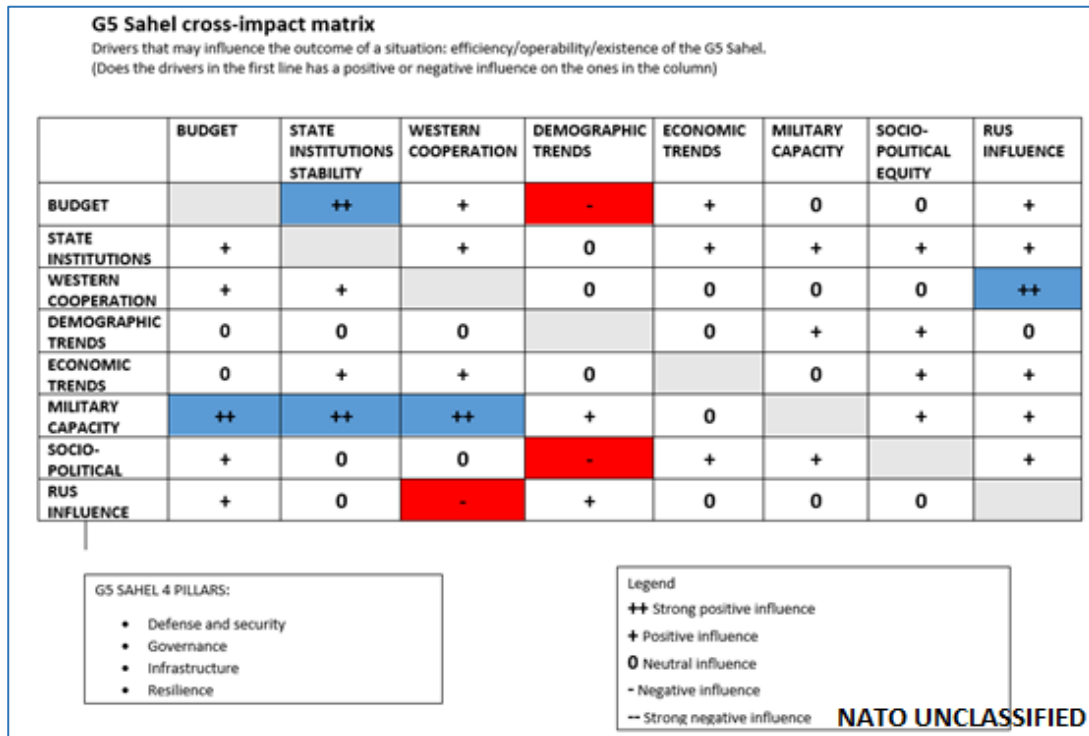 G5 Sahel cross-impact matrix
Drivers that may influence the outcome of a situation: efficiency/operability/existence of the G5 Sahel.
(Does the drivers in the first line has a positive or negative influence on the ones in the column)
BUDGET STATE INSTITUTIONS STABILITY WESTERN COOPERATION DEMOGRAPHIC TRENDS ECONOMIC TRENDS MILITARY CAPACITY SOCIO-POLITICAL EQUITY RUS INFLUENCE
BUDGET ++ + - + 0 0 +
STATE INSTITUTIONS + + 0 + + + +
WESTERN COOPERATION + + 0 0 0 0 ++
DEMOGRAPHIC TRENDS 0 0 0 0 + + 0
ECONOMIC TRENDS 0 + + 0 0 + +
MILITARY CAPACITY ++ ++ ++ + 0 + +
SOCIO-POLITICAL + 0 0 - + + +
RUS INFLUENCE + 0 - + 0 0 0
G5 SAHEL 4 PILLARS:
• Defense and security
• Governance
• Infrastructure
• Resilience
Legend
++ Strong positive influence
+ Positive influence
0 Neutral influence
- Negative influence
-- Strong negative influence
NATO UNCLASSIFIED